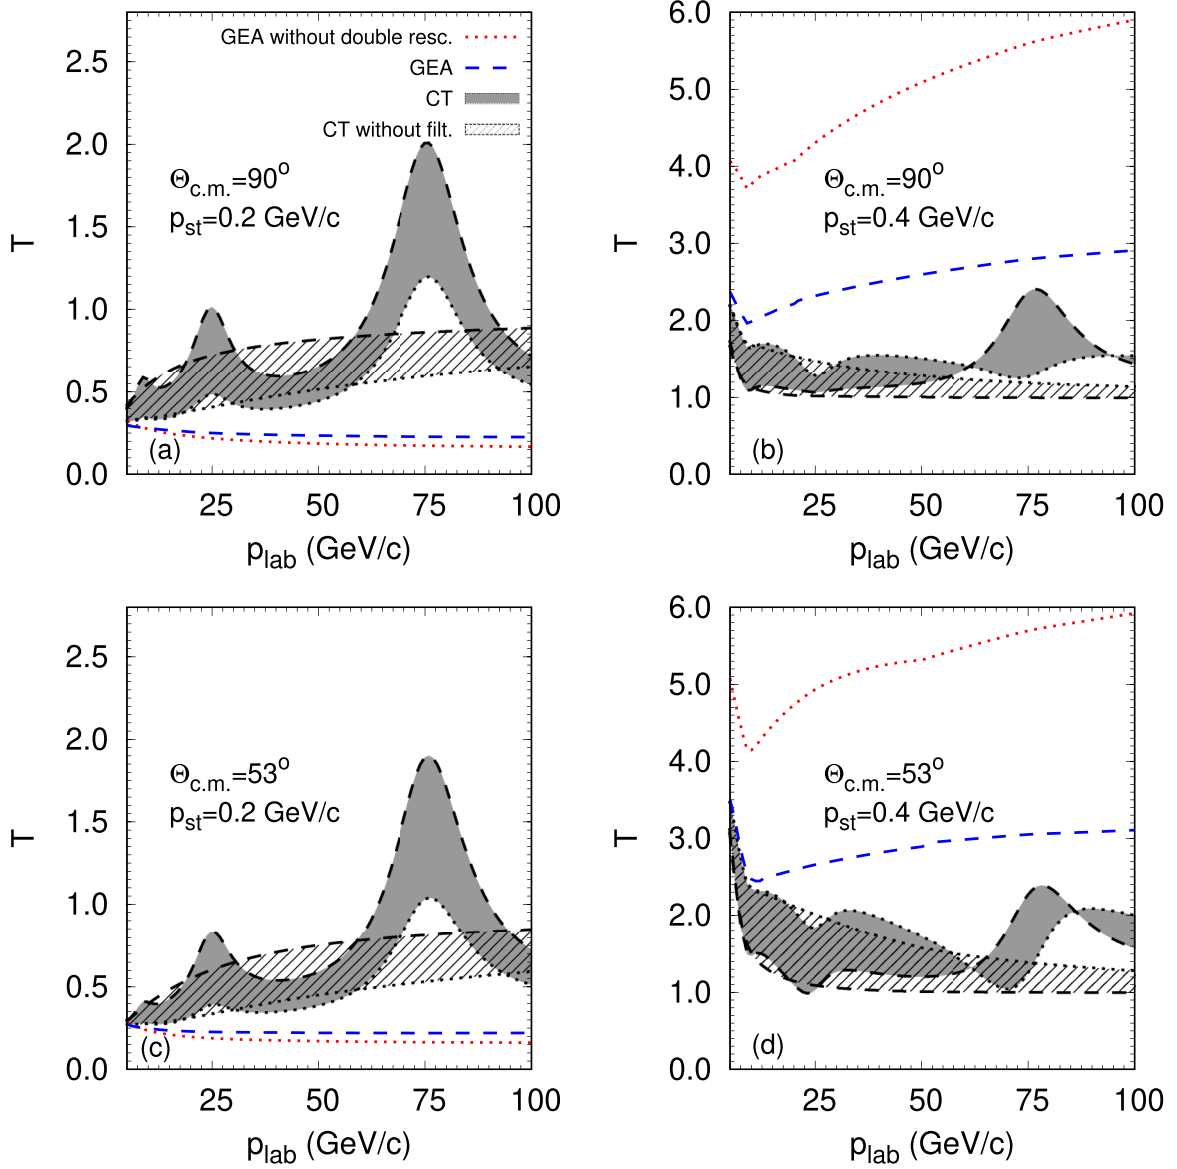 GEA without double resc.
GEA
CT
CT without filt.
Θc.m.=90o
pst=0.2 GeV/c
T
2.5
2.0
1.5
1.0
0.5
0.0
(a)
25 50 75 100
plab (GeV/c)
Θc.m.=90o
pst=0.4 GeV/c
T
6.0
5.0
4.0
3.0
2.0
1.0
0.0
(b)
25 50 75 100
plab (GeV/c)
Θc.m.=53o
pst=0.2 GeV/c
T
2.5
2.0
1.5
1.0
0.5
0.0
(c)
25 50 75 100
plab (GeV/c)
Θc.m.=53o
pst=0.4 GeV/c
T
6.0
5.0
4.0
3.0
2.0
1.0
0.0
(d)
25 50 75 100
plab (GeV/c)